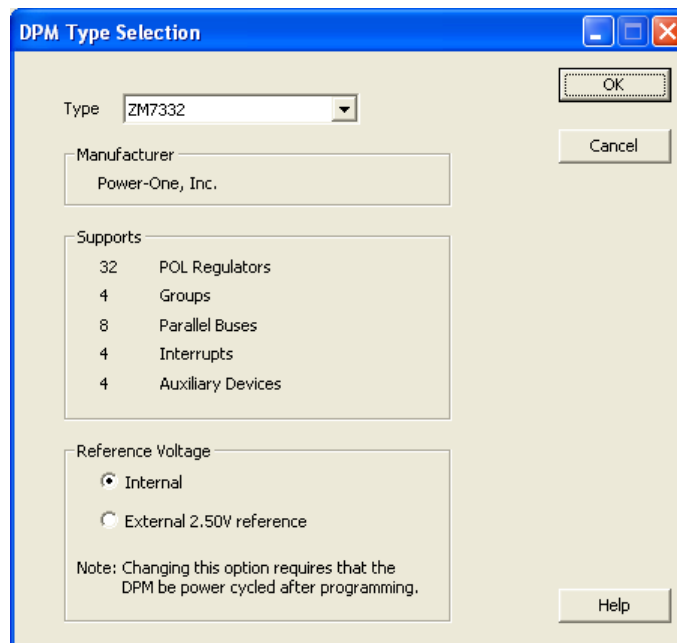 DPM Type Selection
OK
Type ZM7332
Cancel
Manufacturer
Power-One, Inc.
Supports
32 POL Regulators
4 Groups
8 Parallel Buses
4 Interrupts
4 Auxiliary Devices
Reference Voltage
Internal
External 2.50V reference
Note: Changing this option requires that the
DPM be power cycled after programming.
Help